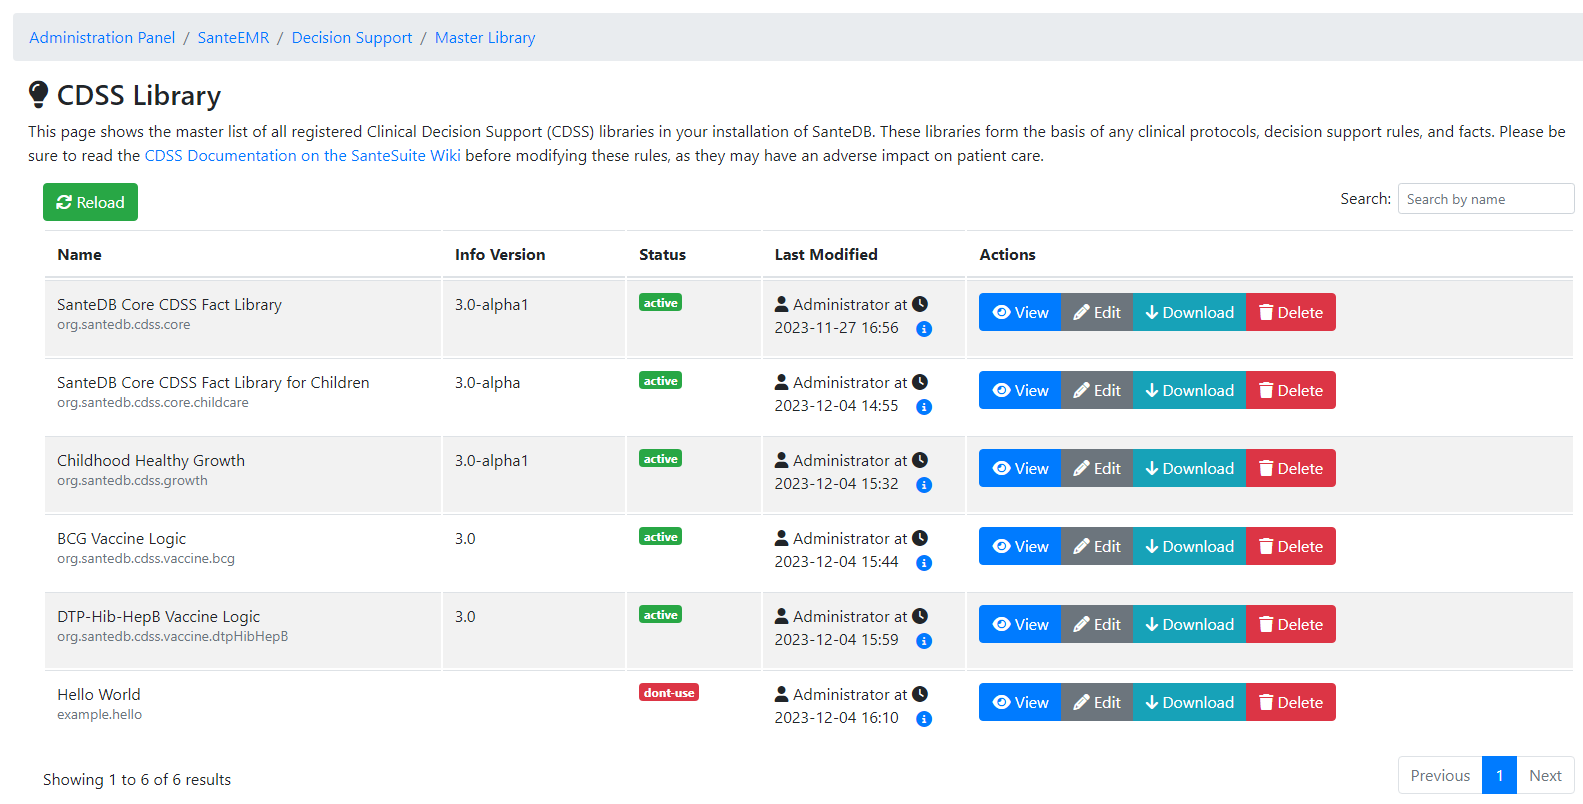 Administration Panel / SanteEMR / Decision Support / Master Library
CDSS Library
This page shows the master list of all registered Clinical Decision Support (CDSS) libraries in your installation of SanteDB. These libraries form the basis of any clinical protocols, decision support rules, and facts. Please be
sure to read the CDSS Documentation on the SanteSuite Wiki before modifying these rules, as they may have an adverse impact on patient care.
Reload
Search: Search by name
Name Info Version Status Last Modified Actions
SanteDB Core CDSS Fact Library 3.0-alpha1 active Administrator at View Edit Download Delete
org.santedb.cdss.core 2023-11-27 16:56
SanteDB Core CDSS Fact Library for Children 3.0-alpha active Administrator at View Edit Download Delete
org.santedb.cdss.core.childcare 2023-12-04 14:55
Childhood Healthy Growth 3.0-alpha1 active Administrator at View Edit Download Delete
org.santedb.cdss.growth 2023-12-04 15:32
BCG Vaccine Logic 3.0 active Administrator at View Edit Download Delete
org.santedb.cdss.vaccine.bcg 2023-12-04 15:44
DTP-Hib-HepB Vaccine Logic 3.0 active Administrator at View Edit Download Delete
org.santedb.cdss.vaccine.dtpHibHepB 2023-12-04 15:59
Hello World dont-use Administrator at View Edit Download Delete
example.hello 2023-12-04 16:10
Showing 1 to 6 of 6 results
Previous 1 Next